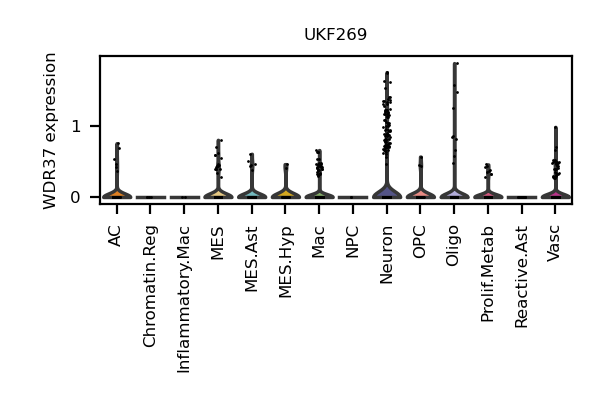 UKF269
WDR37 expression
1
0
AC
Chromatin.Reg
Inflammatory.Mac
MES
MES.Ast
MES.Hyp
Mac
NPC
Neuron
OPC
Oligo
Prolif.Metab
Reactive.Ast
Vasc